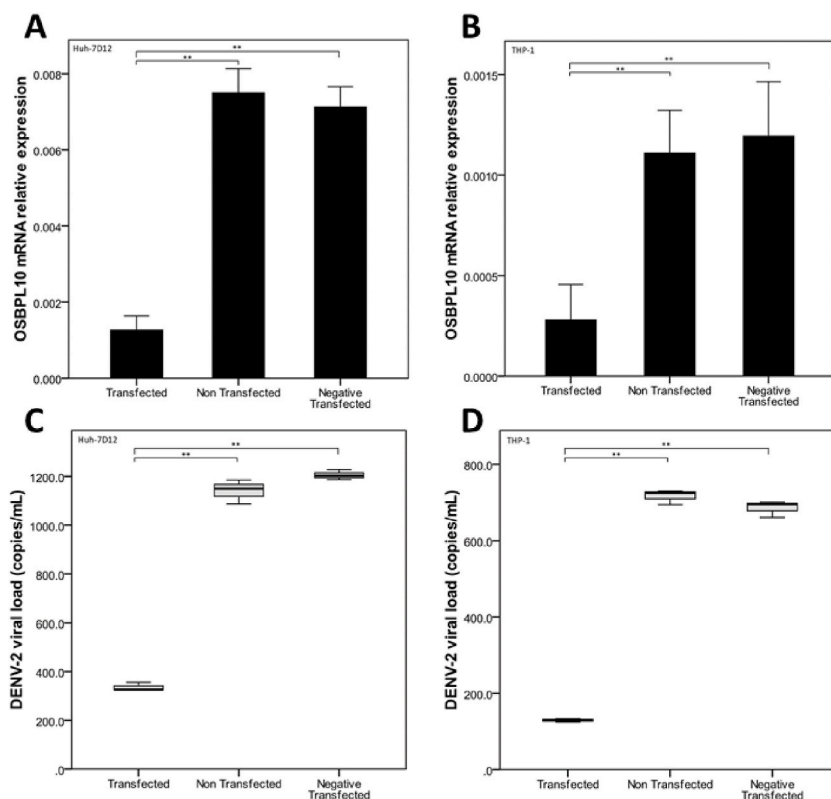 A
Huh-7D12
**
**
OSBPL10 mRNA relative expression
0.008
0.006
0.004
0.002
0.000
Transfected
Non Transfected
Negative
Transfected
B
THP-1
**
**
OSBPL10 mRNA relative expression
0.0015
0.0010
0.0005
0.0000
Transfected
Non Transfected
Negative
Transfected
C
Huh-7D12
**
**
DENV-2 viral load (copies/mL)
1200.0
1000.0
800.0
600.0
400.0
200.0
.0
Transfected
Non Transfected
Negative
Transfected
D
THP-1
**
**
DENV-2 viral load (copies/mL)
800.0
600.0
400.0
200.0
.0
Transfected
Non Transfected
Negative
Transfected